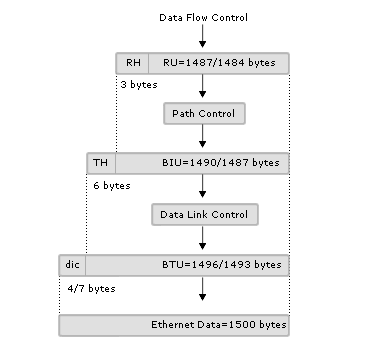 Data Flow Control
RH RU=1487/1484 bytes
3 bytes
Path Control
TH BIU=1490/1487 bytes
6 bytes
Data Link Control
dic BTU=1496/1493 bytes
4/7 bytes
Ethernet Data=1500 bytes